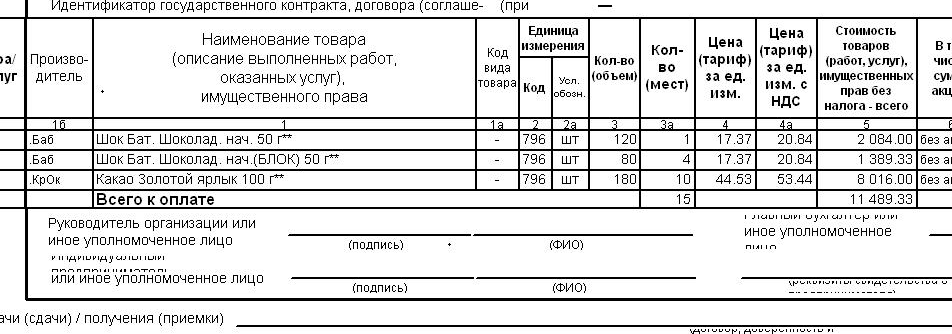 Идентификатор государственного контракта, договора (соглаше- (при —
ра/
луг
Произво-
дитель
Наименование товара
(описание выполненных работ,
оказанных услуг),
имущественного права
Код
вида
товара
Единица
измерения
Код
Усл.
обозн.
Кол-во
(объем)
Кол-
во
(мест)
Цена
(тариф)
за ед.
изм.
Цена
(тариф)
за ед.
изм. с
НДС
Стоимость
товаров
(работ, услуг),
имущественных
прав без
налога - всего
В т
чис
сум
акц
1б 1 1а 2 2а 3 3а 4 4а 5 6
.Баб Шок Бат. Шоколад. нач. 50 г** - 796 шт 120 1 17.37 20.84 2 084.00 без а
.Баб Шок Бат. Шоколад. нач.(БЛОК) 50 г** - 796 шт 80 4 17.37 20.84 1 389.33 без а
.КрОк Какао Золотой ярлык 100 г** - 796 шт 180 10 44.53 53.44 8 016.00 без а
Всего к оплате 15 11 489.33
Руководитель организации или
иное уполномоченное лицо
(подпись) (ФИО)
Главный бухгалтер или
иное уполномоченное
лицо
Индивидуальный
предприниматель
или иное уполномоченное лицо
(подпись) (ФИО)
(реквизиты свидетельства о
ачи (сдачи) / получения (приемки)
(договор, доверенность и